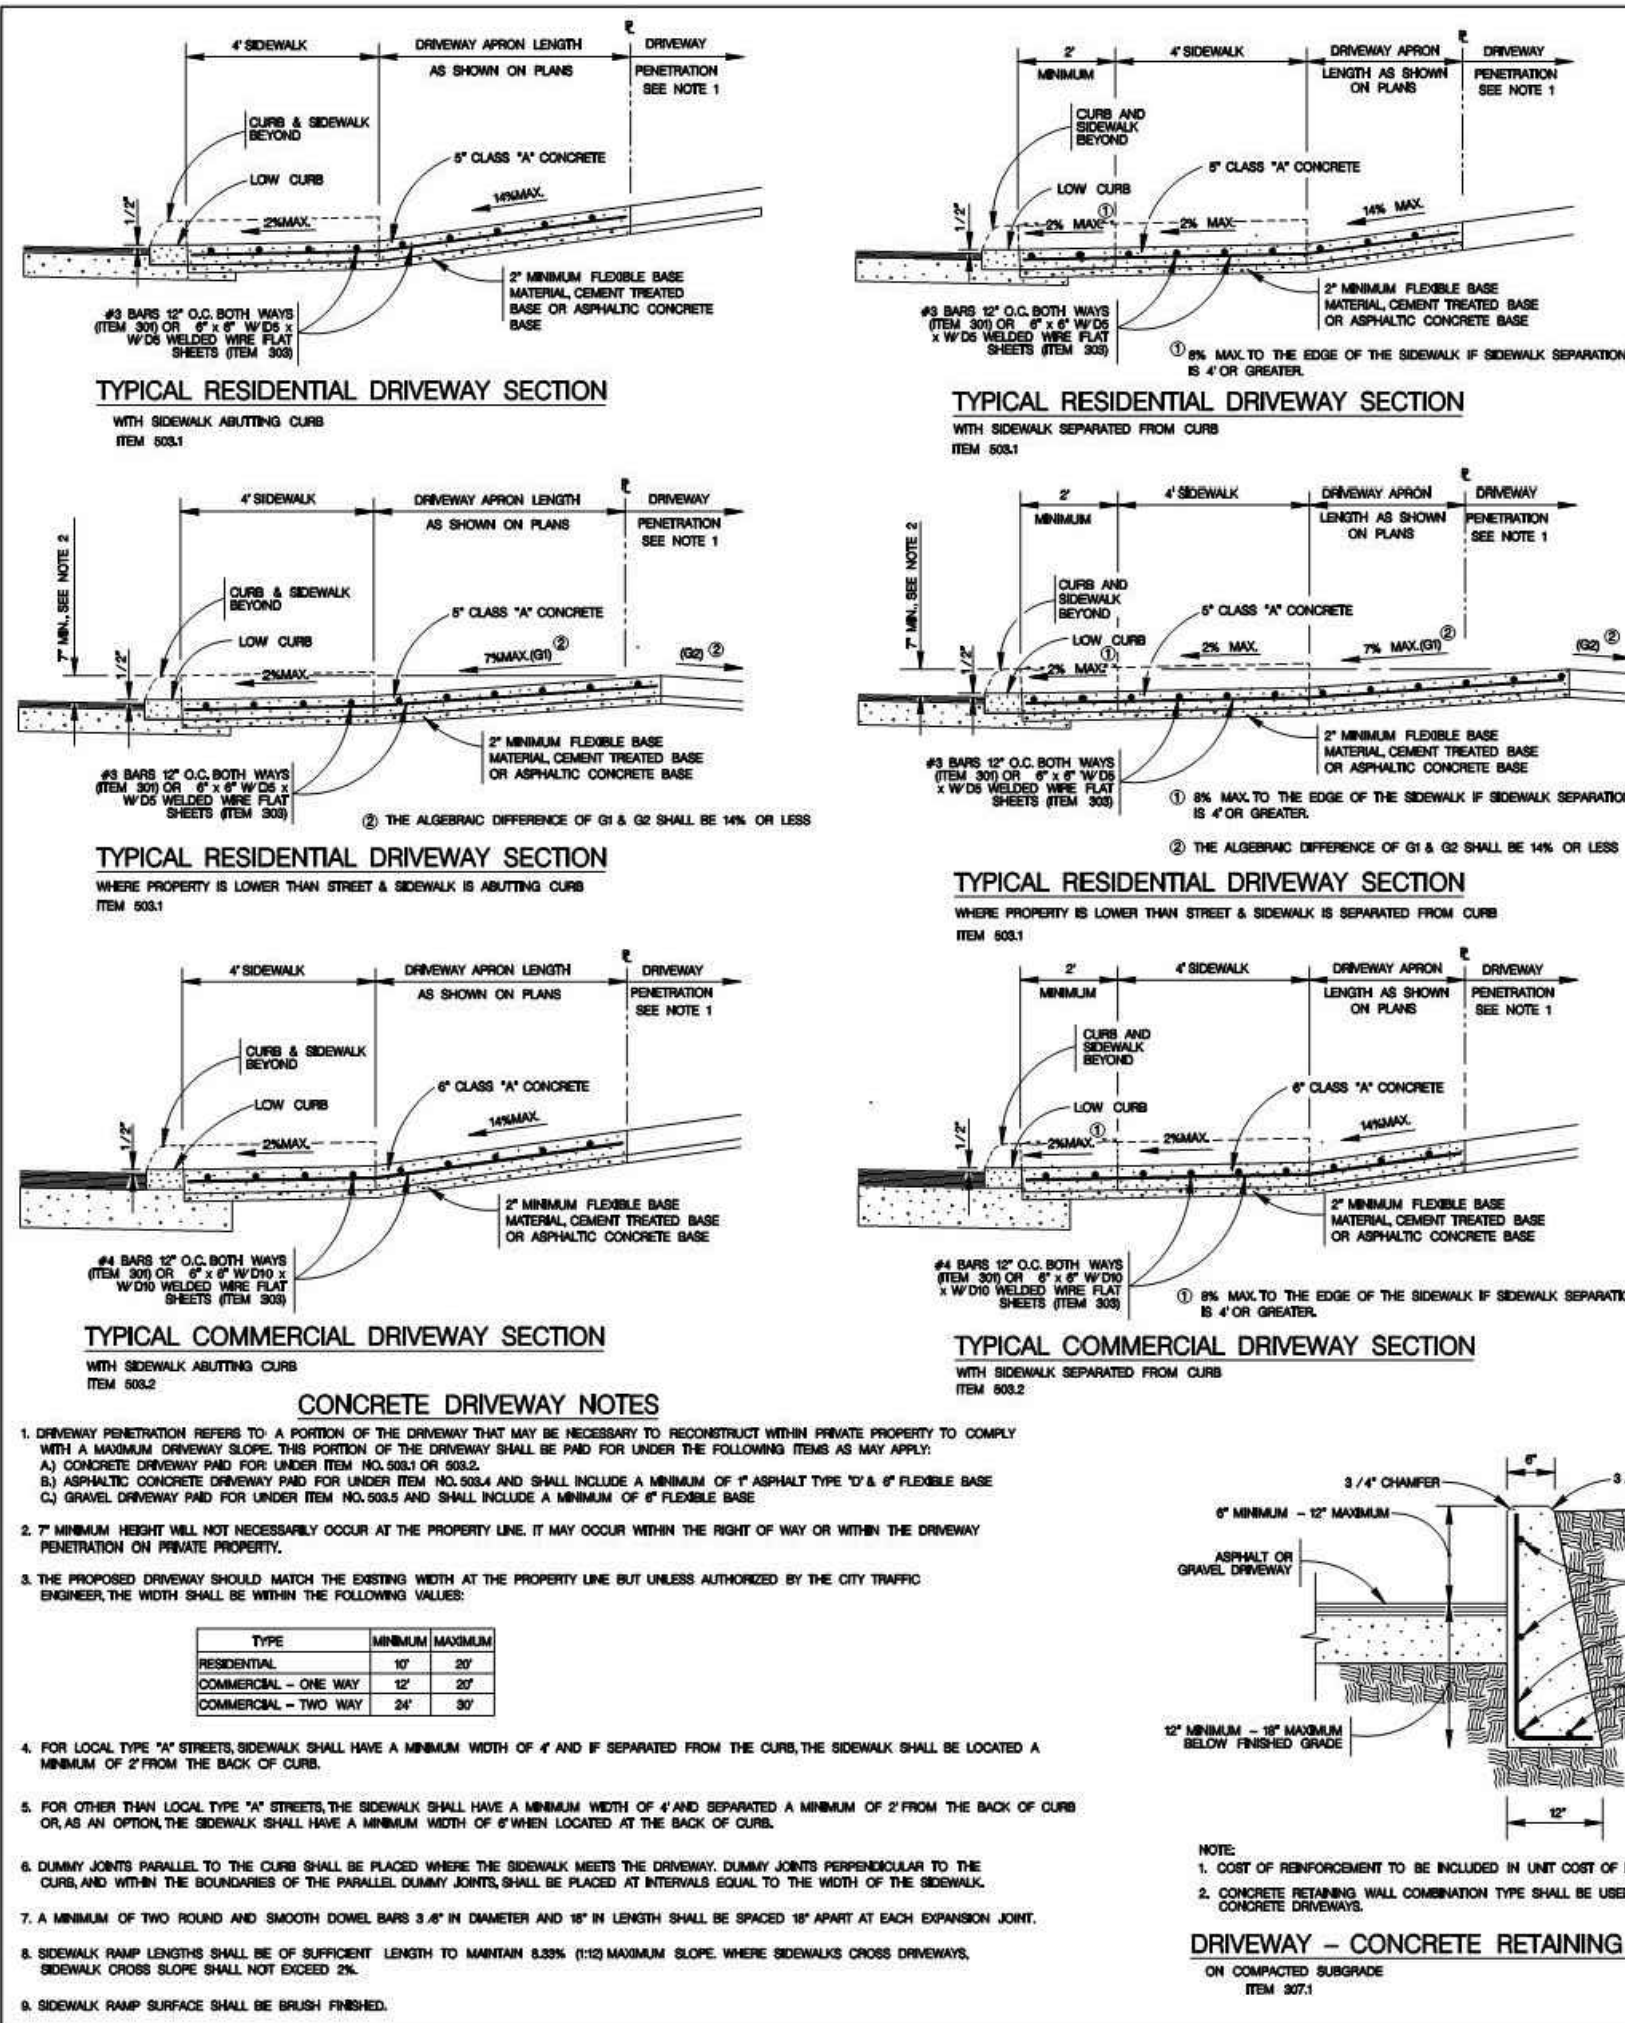 4' SIDEWALK
DRIVEWAY APRON LENGTH
AS SHOWN ON PLANS
DRIVEWAY
PENETRATION
SEE NOTE 1
CURB & SIDEWALK
BEYOND
LOW CURB
5" CLASS "A" CONCRETE
14%MAX.
2%MAX.
1/2"
2" MINIMUM FLEXIBLE BASE
MATERIAL, CEMENT TREATED
BASE OR ASPHALTIC CONCRETE
BASE
#3 BARS 12" O.C. BOTH WAYS
(ITEM 301) OR 6" x 6" W/D5 x
W/D5 WELDED WIRE FLAT
SHEETS (ITEM 303)
TYPICAL RESIDENTIAL DRIVEWAY SECTION
WITH SIDEWALK ABUTTING CURB
ITEM 503.1
2'
MINIMUM
4' SIDEWALK
DRIVEWAY APRON
LENGTH AS SHOWN
ON PLANS
DRIVEWAY
PENETRATION
SEE NOTE 1
CURB AND
SIDEWALK
BEYOND
LOW CURB
5" CLASS "A" CONCRETE
14% MAX.
2% MAX. ①
2% MAX.
1/2"
2" MINIMUM FLEXIBLE BASE
MATERIAL, CEMENT TREATED BASE
OR ASPHALTIC CONCRETE BASE
#3 BARS 12" O.C. BOTH WAYS
(ITEM 301) OR 6" x 6" W/D5
x W/D5 WELDED WIRE FLAT
SHEETS (ITEM 303)
① 8% MAX. TO THE EDGE OF THE SIDEWALK IF SIDEWALK SEPARATION
IS 4' OR GREATER.
TYPICAL RESIDENTIAL DRIVEWAY SECTION
WITH SIDEWALK SEPARATED FROM CURB
ITEM 503.1
4' SIDEWALK
DRIVEWAY APRON LENGTH
AS SHOWN ON PLANS
DRIVEWAY
PENETRATION
SEE NOTE 1
7" MIN., SEE NOTE 2
CURB & SIDEWALK
BEYOND
LOW CURB
5" CLASS "A" CONCRETE
7%MAX.(G1) ②
(G2) ②
2%MAX.
1/2"
2" MINIMUM FLEXIBLE BASE
MATERIAL, CEMENT TREATED BASE
OR ASPHALTIC CONCRETE BASE
#3 BARS 12" O.C. BOTH WAYS
(ITEM 301) OR 6" x 6" W/D5 x
W/D5 WELDED WIRE FLAT
SHEETS (ITEM 303)
② THE ALGEBRAIC DIFFERENCE OF G1 & G2 SHALL BE 14% OR LESS
TYPICAL RESIDENTIAL DRIVEWAY SECTION
WHERE PROPERTY IS LOWER THAN STREET & SIDEWALK IS ABUTTING CURB
ITEM 503.1
2'
MINIMUM
4' SIDEWALK
DRIVEWAY APRON
LENGTH AS SHOWN
ON PLANS
DRIVEWAY
PENETRATION
SEE NOTE 1
7" MIN., SEE NOTE 2
CURB AND
SIDEWALK
BEYOND
LOW CURB
5" CLASS "A" CONCRETE
2% MAX. ①
2% MAX.
7% MAX.(G1) ②
(G2) ②
1/2"
2" MINIMUM FLEXIBLE BASE
MATERIAL, CEMENT TREATED BASE
OR ASPHALTIC CONCRETE BASE
#3 BARS 12" O.C. BOTH WAYS
(ITEM 301) OR 6" x 6" W/D5
x W/D5 WELDED WIRE FLAT
SHEETS (ITEM 303)
① 8% MAX. TO THE EDGE OF THE SIDEWALK IF SIDEWALK SEPARATIO
IS 4' OR GREATER.
② THE ALGEBRAIC DIFFERENCE OF G1 & G2 SHALL BE 14% OR LESS
TYPICAL RESIDENTIAL DRIVEWAY SECTION
WHERE PROPERTY IS LOWER THAN STREET & SIDEWALK IS SEPARATED FROM CURB
ITEM 503.1
4' SIDEWALK
DRIVEWAY APRON LENGTH
AS SHOWN ON PLANS
DRIVEWAY
PENETRATION
SEE NOTE 1
CURB & SIDEWALK
BEYOND
LOW CURB
6" CLASS "A" CONCRETE
14%MAX.
2%MAX.
1/2"
2" MINIMUM FLEXIBLE BASE
MATERIAL, CEMENT TREATED BASE
OR ASPHALTIC CONCRETE BASE
#4 BARS 12" O.C. BOTH WAYS
(ITEM 301) OR 6" x 6" W/D10 x
W/D10 WELDED WIRE FLAT
SHEETS (ITEM 303)
TYPICAL COMMERCIAL DRIVEWAY SECTION
WITH SIDEWALK ABUTTING CURB
ITEM 503.2
2'
MINIMUM
4' SIDEWALK
DRIVEWAY APRON
LENGTH AS SHOWN
ON PLANS
DRIVEWAY
PENETRATION
SEE NOTE 1
CURB AND
SIDEWALK
BEYOND
LOW CURB
6" CLASS "A" CONCRETE
14%MAX.
2%MAX. ①
2%MAX.
1/2"
2" MINIMUM FLEXIBLE BASE
MATERIAL, CEMENT TREATED BASE
OR ASPHALTIC CONCRETE BASE
#4 BARS 12" O.C. BOTH WAYS
(ITEM 301) OR 6" x 6" W/D10
x W/D10 WELDED WIRE FLAT
SHEETS (ITEM 303)
① 8% MAX. TO THE EDGE OF THE SIDEWALK IF SIDEWALK SEPARATIO
IS 4' OR GREATER.
TYPICAL COMMERCIAL DRIVEWAY SECTION
WITH SIDEWALK SEPARATED FROM CURB
ITEM 503.2
CONCRETE DRIVEWAY NOTES
1. DRIVEWAY PENETRATION REFERS TO A PORTION OF THE DRIVEWAY THAT MAY BE NECESSARY TO RECONSTRUCT WITHIN PRIVATE PROPERTY TO COMPLY
WITH A MAXIMUM DRIVEWAY SLOPE. THIS PORTION OF THE DRIVEWAY SHALL BE PAID FOR UNDER THE FOLLOWING ITEMS AS MAY APPLY:
A.) CONCRETE DRIVEWAY PAID FOR UNDER ITEM NO. 503.1 OR 503.2.
B.) ASPHALTIC CONCRETE DRIVEWAY PAID FOR UNDER ITEM NO. 503.4 AND SHALL INCLUDE A MINIMUM OF 1" ASPHALT TYPE 'D' & 6" FLEXIBLE BASE
C.) GRAVEL DRIVEWAY PAID FOR UNDER ITEM NO. 503.5 AND SHALL INCLUDE A MINIMUM OF 6" FLEXIBLE BASE
2. 7" MINIMUM HEIGHT WILL NOT NECESSARILY OCCUR AT THE PROPERTY LINE. IT MAY OCCUR WITHIN THE RIGHT OF WAY OR WITHIN THE DRIVEWAY
PENETRATION ON PRIVATE PROPERTY.
3. THE PROPOSED DRIVEWAY SHOULD MATCH THE EXISTING WIDTH AT THE PROPERTY LINE BUT UNLESS AUTHORIZED BY THE CITY TRAFFIC
ENGINEER, THE WIDTH SHALL BE WITHIN THE FOLLOWING VALUES:
TYPE MINIMUM MAXIMUM
RESIDENTIAL 10' 20'
COMMERCIAL - ONE WAY 12' 20'
COMMERCIAL - TWO WAY 24' 30'
4. FOR LOCAL TYPE "A" STREETS, SIDEWALK SHALL HAVE A MINIMUM WIDTH OF 4' AND IF SEPARATED FROM THE CURB, THE SIDEWALK SHALL BE LOCATED A
MINIMUM OF 2' FROM THE BACK OF CURB.
5. FOR OTHER THAN LOCAL TYPE "A" STREETS, THE SIDEWALK SHALL HAVE A MINIMUM WIDTH OF 4' AND SEPARATED A MINIMUM OF 2' FROM THE BACK OF CURB
OR, AS AN OPTION, THE SIDEWALK SHALL HAVE A MINIMUM WIDTH OF 6' WHEN LOCATED AT THE BACK OF CURB.
6. DUMMY JOINTS PARALLEL TO THE CURB SHALL BE PLACED WHERE THE SIDEWALK MEETS THE DRIVEWAY. DUMMY JOINTS PERPENDICULAR TO THE
CURB, AND WITHIN THE BOUNDARIES OF THE PARALLEL DUMMY JOINTS, SHALL BE PLACED AT INTERVALS EQUAL TO THE WIDTH OF THE SIDEWALK.
7. A MINIMUM OF TWO ROUND AND SMOOTH DOWEL BARS IN DIAMETER AND 18" IN LENGTH SHALL BE SPACED 18" APART AT EACH EXPANSION JOINT.
8. SIDEWALK RAMP LENGTHS SHALL BE OF SUFFICIENT LENGTH TO MAINTAIN 8.33% (1:12) MAXIMUM SLOPE. WHERE SIDEWALKS CROSS DRIVEWAYS,
SIDEWALK CROSS SLOPE SHALL NOT EXCEED 2%.
9. SIDEWALK RAMP SURFACE SHALL BE BRUSH FINISHED.
6"
3/4" CHAMFER
3
6" MINIMUM - 12" MAXIMUM
ASPHALT OR
GRAVEL DRIVEWAY
12" MINIMUM - 18" MAXIMUM
BELOW FINISHED GRADE
12"
NOTE:
1. COST OF REINFORCEMENT TO BE INCLUDED IN UNIT COST OF
2. CONCRETE RETAINING WALL COMBINATION TYPE SHALL BE USE
CONCRETE DRIVEWAYS.
DRIVEWAY - CONCRETE RETAINING
ON COMPACTED SUBGRADE
ITEM 307.1